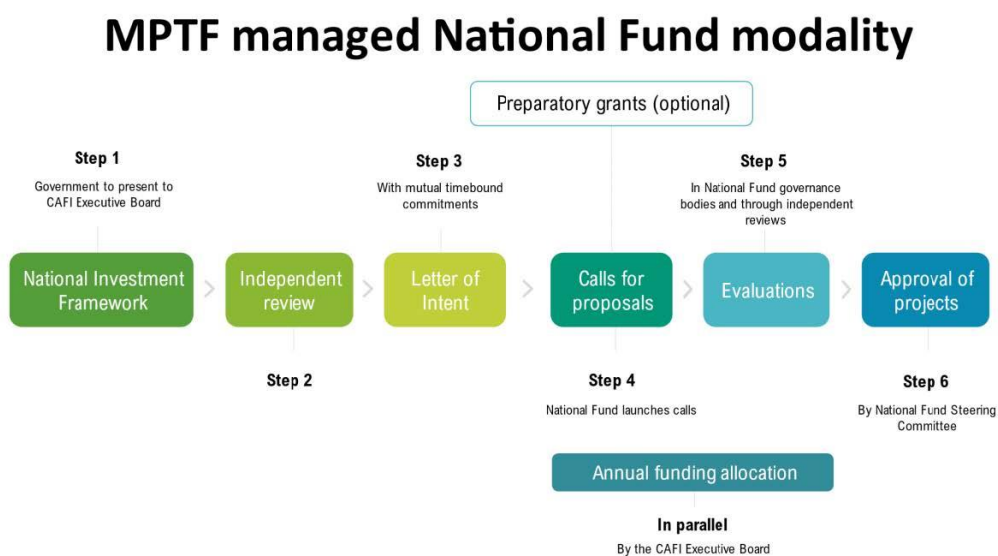 MPTF managed National Fund modality
Preparatory grants (optional)
Step 1
Government to present to
CAFI Executive Board
Step 3
With mutual timebound
commitments
Step 5
In National Fund governance
bodies and through independent
reviews
National Investment
Framework
Independent
review
Letter of
Intent
Calls for
proposals
Evaluations
Approval of
projects
Step 2
Step 4
National Fund launches calls
Step 6
By National Fund Steering
Committee
Annual funding allocation
In parallel
By the CAFI Executive Board